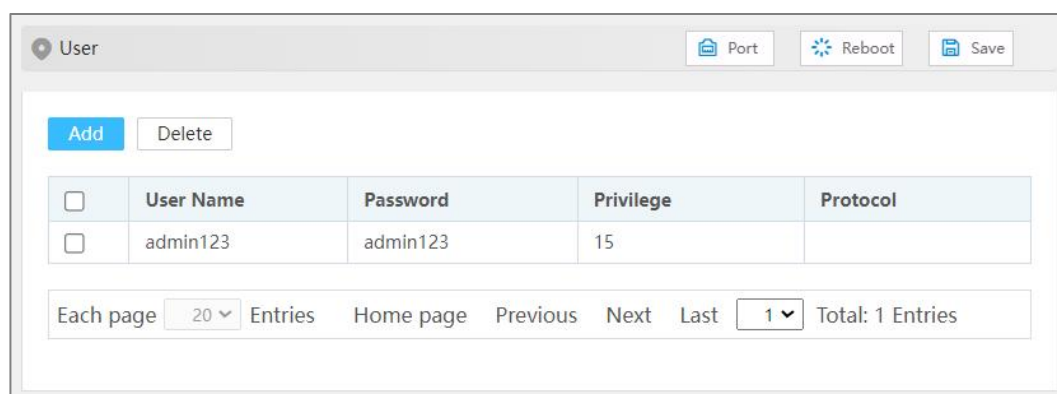 User Port Reboot Save
Add Delete
User Name Password Privilege Protocol
admin123 admin123 15
Each page 20 Entries Home page Previous Next Last 1 Total: 1 Entries